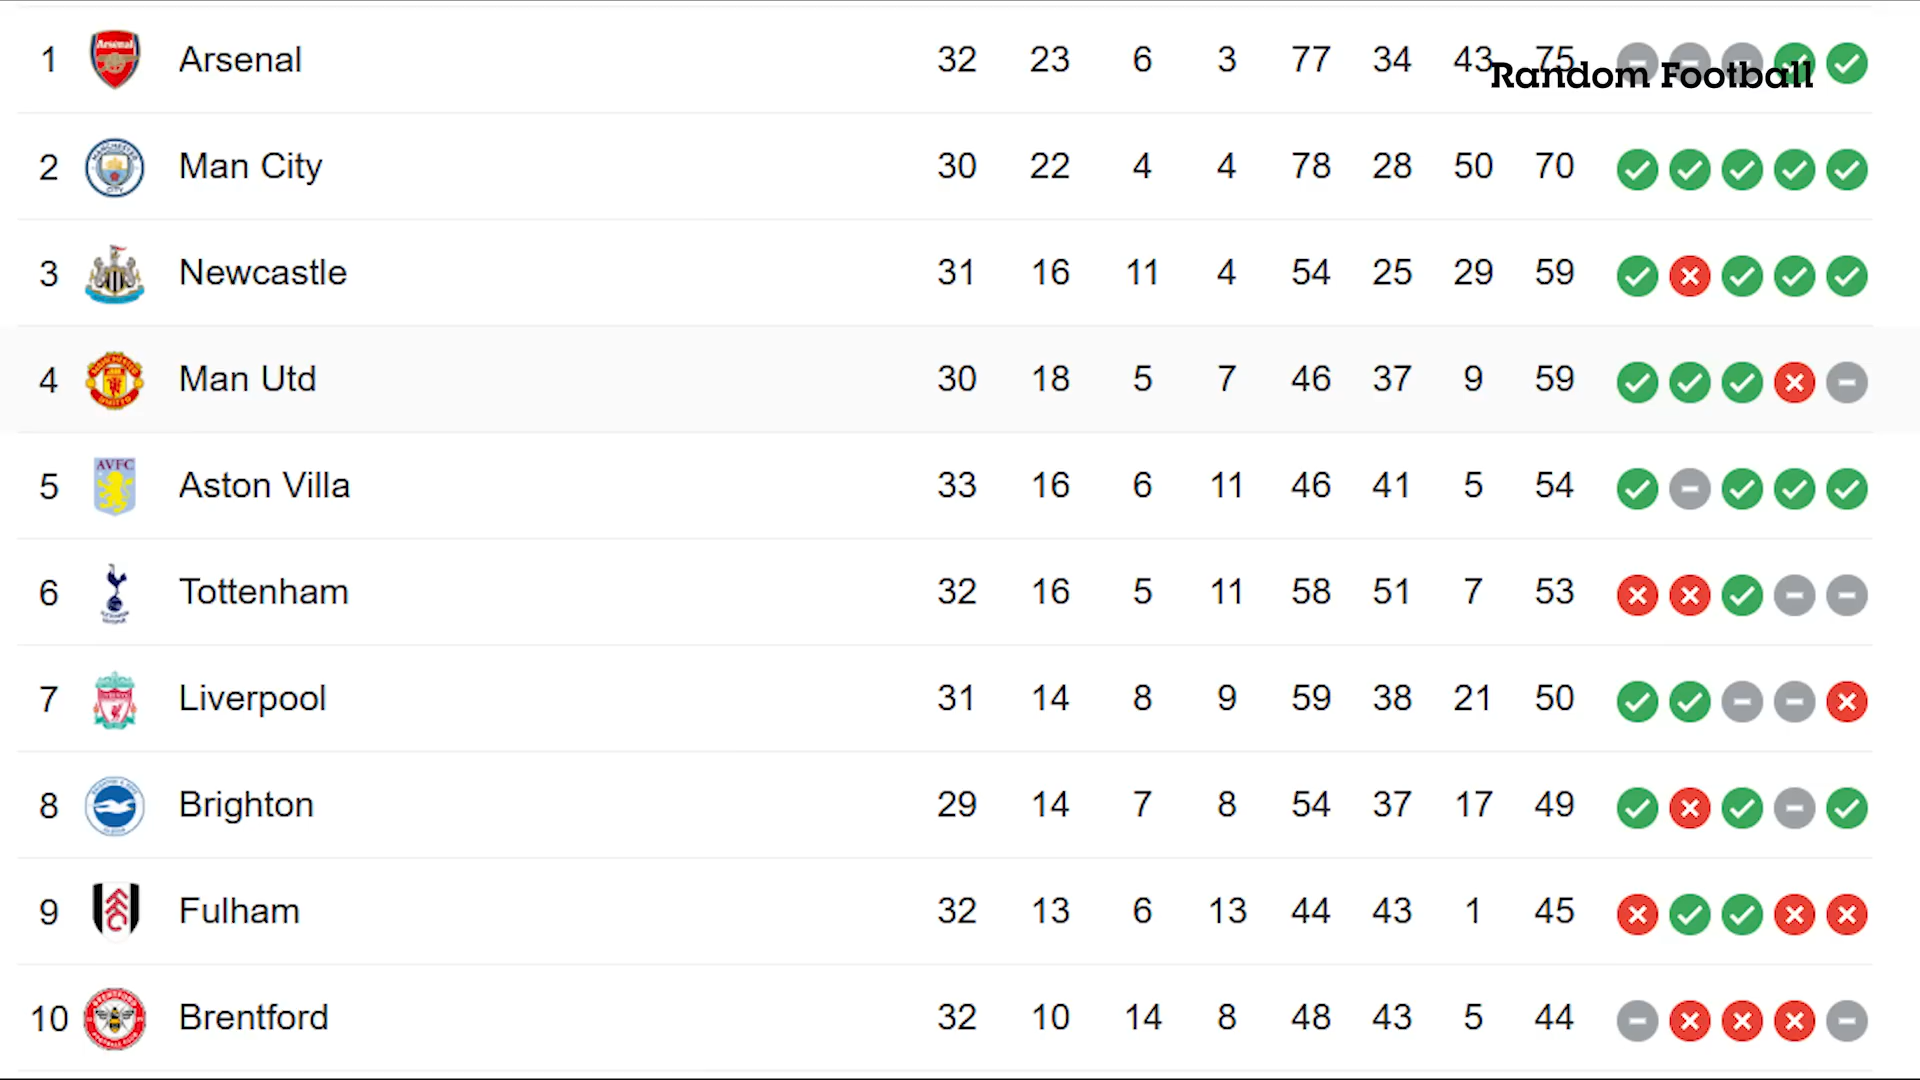 1 Arsenal 32 23 6 3 77 34 43 75
Random Football
2 Man City 30 22 4 4 78 28 50 70
3 Newcastle 31 16 11 4 54 25 29 59
4 Man Utd 30 18 5 7 46 37 9 59
AVFC
5 Aston Villa 33 16 6 11 46 41 5 54
6 Tottenham 32 16 5 11 58 51 7 53
7 Liverpool 31 14 8 9 59 38 21 50
8 Brighton 29 14 7 8 54 37 17 49
9 Fulham 32 13 6 13 44 43 1 45
10 Brentford 32 10 14 8 48 43 5 44